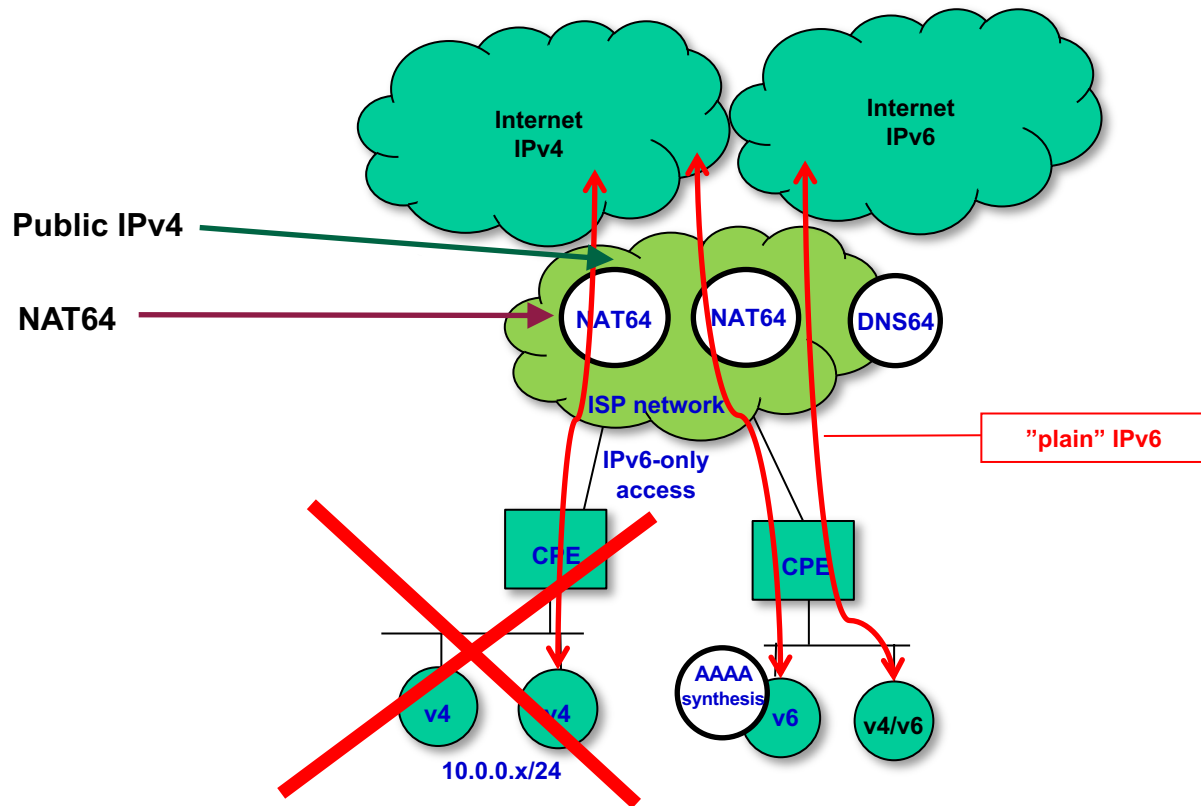 Internet
IPv4
Internet
IPv6
Public IPv4
NAT64
NAT64
NAT64
DNS64
ISP network
”plain” IPv6
IPv6-only
access
CPE
CPE
AAAA
synthesis
v4
v4
v6
v4/v6
10.0.0.x/24